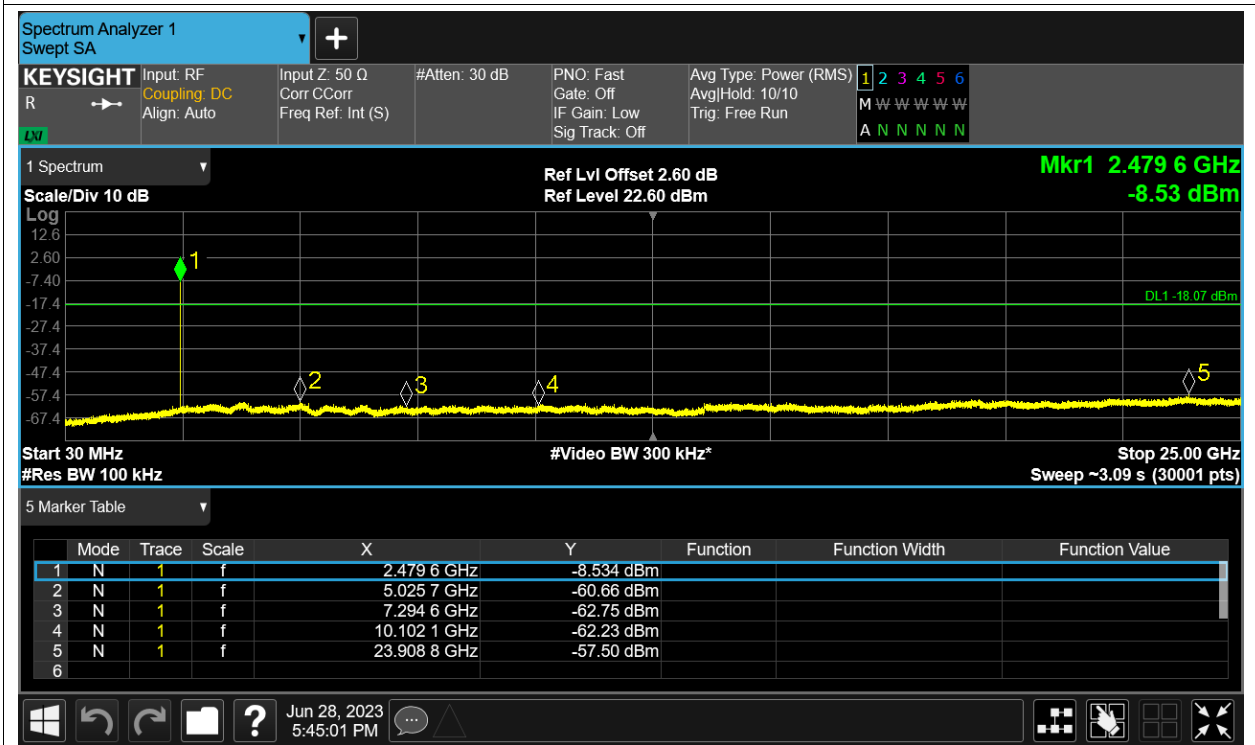 Spectrum Analyzer 1
Swept SA
+
KEYSIGHT Input: RF Input Z: 50 Ω #Atten: 30 dB PNO: Fast Avg Type: Power (RMS) 1 2 3 4 5 6
R Coupling: DC Corr CCorr Gate: Off Avg|Hold: 10/10 M W W W W W
Align: Auto Freq Ref: Int (S) IF Gain: Low Trig: Free Run
LXI Sig Track: Off A N N N N N
1 Spectrum Ref Lvl Offset 2.60 dB Mkr1 2.479 6 GHz
Scale/Div 10 dB Ref Level 22.60 dBm -8.53 dBm
Log
12.6
2.60 1
-7.40
-17.4 DL1 -18.07 dBm
-27.4
-37.4
-47.4 2 3 4 5
-57.4
-67.4
Start 30 MHz #Video BW 300 kHz* Stop 25.00 GHz
#Res BW 100 kHz Sweep ~3.09 s (30001 pts)
5 Marker Table
Mode Trace Scale X Y Function Function Width Function Value
1 N 1 f 2.479 6 GHz -8.534 dBm
2 N 1 f 5.025 7 GHz -60.66 dBm
3 N 1 f 7.294 6 GHz -62.75 dBm
4 N 1 f 10.102 1 GHz -62.23 dBm
5 N 1 f 23.908 8 GHz -57.50 dBm
6
? Jun 28, 2023
5:45:01 PM